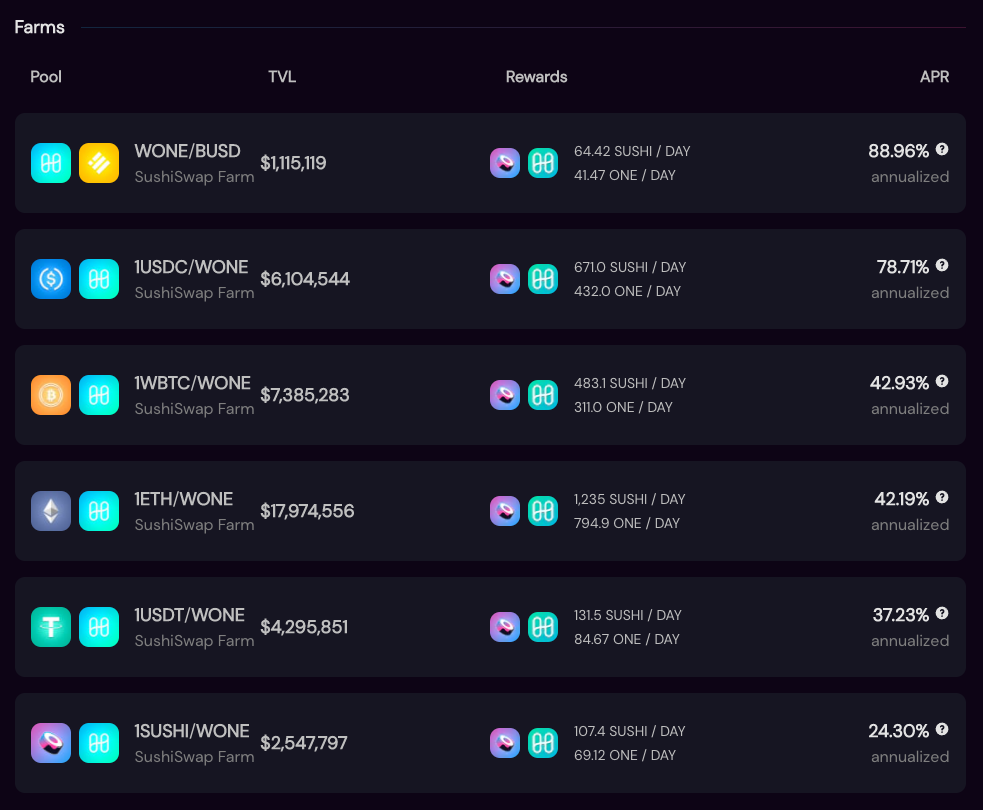 Farms
Pool TVL Rewards APR
WONE/BUSD
SushiSwap Farm
$1,115,119
64.42 SUSHI / DAY
41.47 ONE / DAY
88.96% ?
annualized
1USDC/WONE
SushiSwap Farm
$6,104,544
671.0 SUSHI / DAY
432.0 ONE / DAY
78.71% ?
annualized
1WBTC/WONE
SushiSwap Farm
$7,385,283
483.1 SUSHI / DAY
311.0 ONE / DAY
42.93% ?
annualized
1ETH/WONE
SushiSwap Farm
$17,974,556
1,235 SUSHI / DAY
794.9 ONE / DAY
42.19% ?
annualized
1USDT/WONE
SushiSwap Farm
$4,295,851
131.5 SUSHI / DAY
84.67 ONE / DAY
37.23% ?
annualized
1SUSHI/WONE
SushiSwap Farm
$2,547,797
107.4 SUSHI / DAY
69.12 ONE / DAY
24.30% ?
annualized